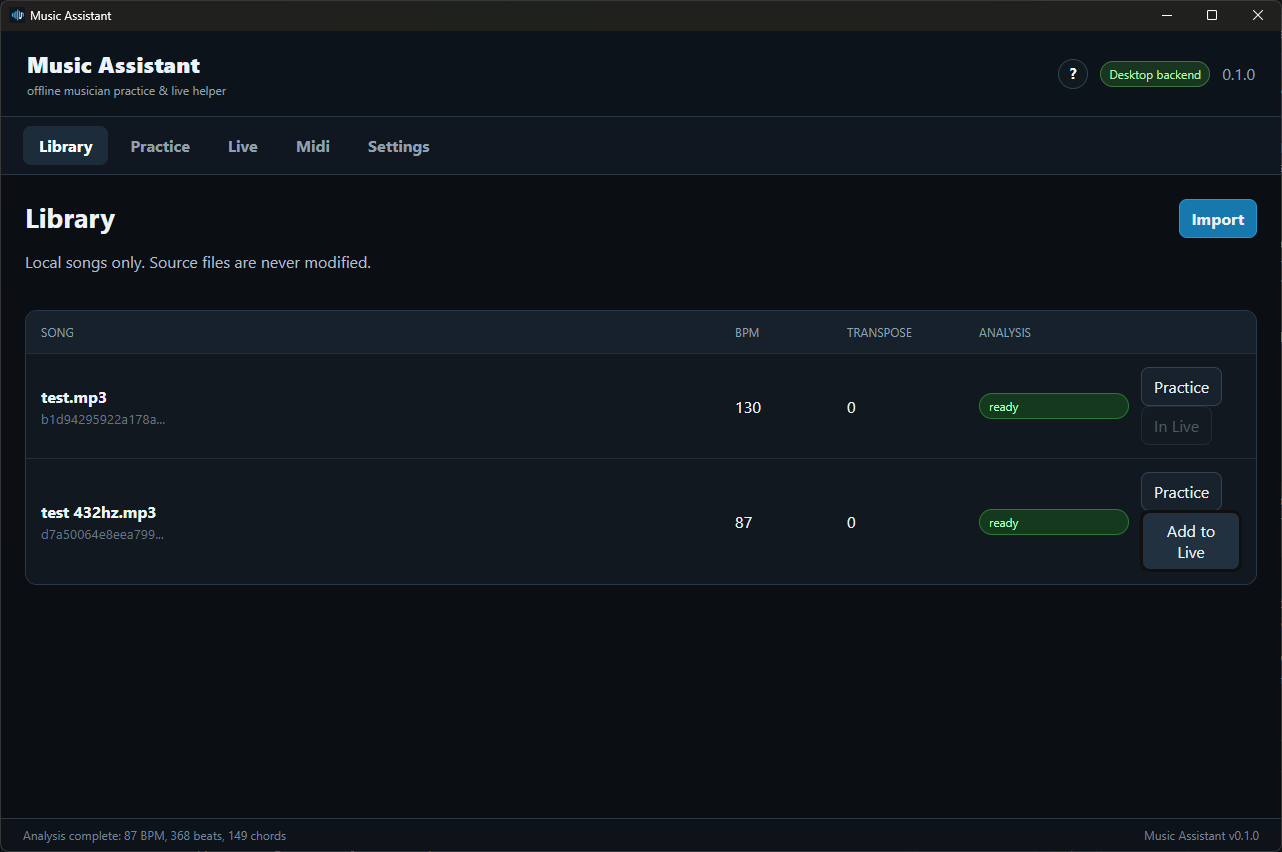 Music Assistant
Music Assistant
offline musician practice & live helper
?
Desktop backend
0.1.0
Library
Practice
Live
Midi
Settings
Library
Import
Local songs only. Source files are never modified.
SONG
BPM
TRANSPOSE
ANALYSIS
test.mp3
b1d94295922a178a...
130
0
ready
Practice
In Live
test 432hz.mp3
d7a50064e8eea799...
87
0
ready
Practice
Add to
Live
Analysis complete: 87 BPM, 368 beats, 149 chords
Music Assistant v0.1.0